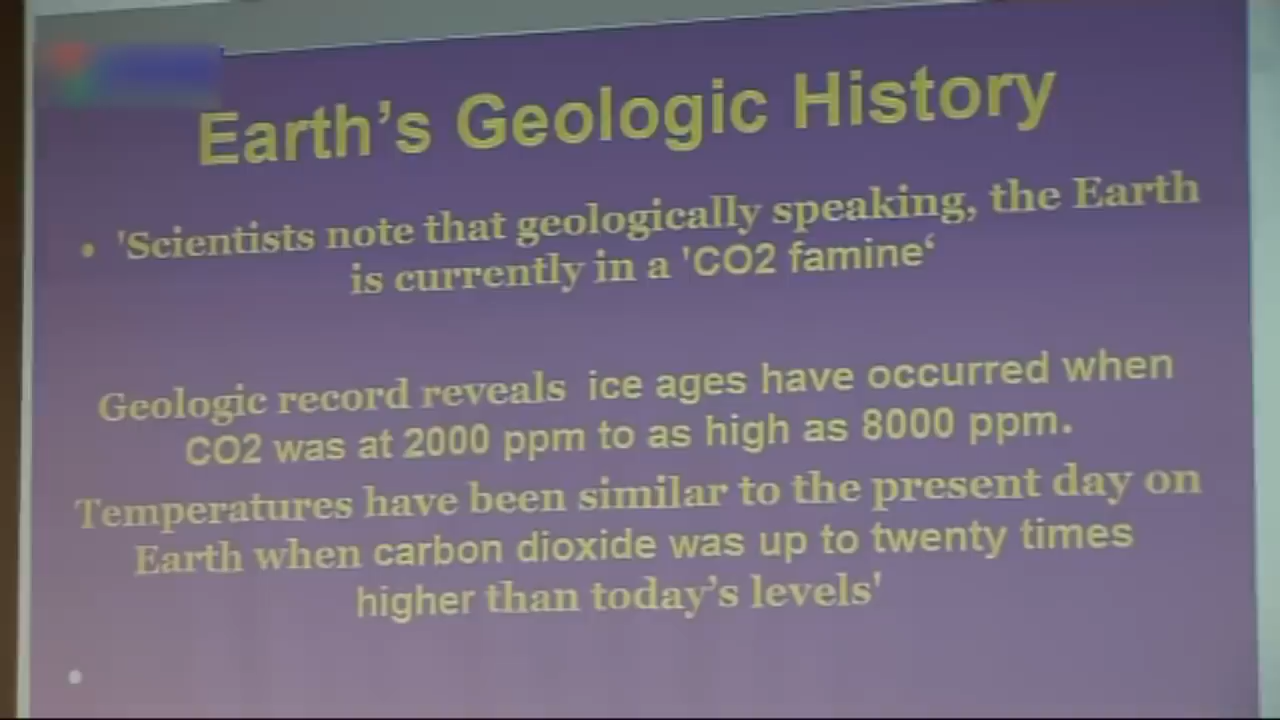 Earth’s Geologic History
• 'Scientists note that geologically speaking, the Earth
is currently in a 'CO2 famine‘
Geologic record reveals ice ages have occurred when
CO2 was at 2000 ppm to as high as 8000 ppm.
Temperatures have been similar to the present day on
Earth when carbon dioxide was up to twenty times
higher than today’s levels'
•